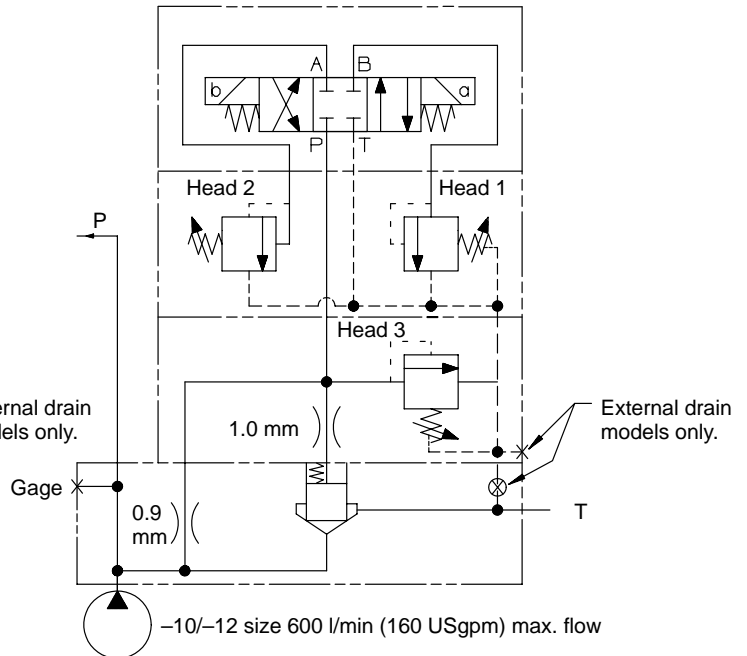 A B
b a
P T
Head 2 Head 1
P
Head 3
ernal drain
els only.
1.0 mm
External drain
models only.
Gage
0.9
mm
T
–10/–12 size 600 l/min (160 USgpm) max. flow